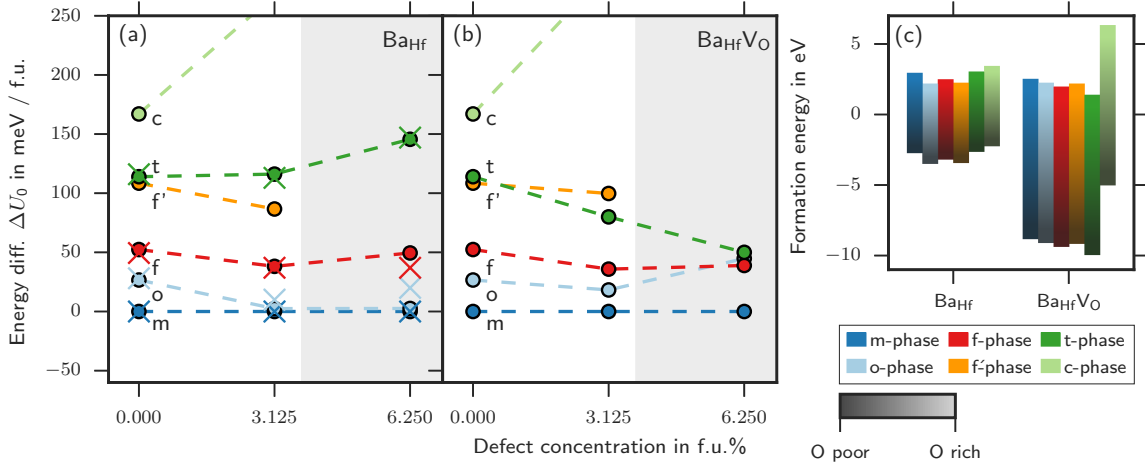 (a)
Ba_Hf
250
200
150
100
50
0
−50
Energy diff. ΔU_0 in meV / f.u.
c
t
f'
f
o
m
0.000
3.125
6.250
(b)
Ba_HfV_O
c
t
f'
f
o
m
0.000
3.125
6.250
Defect concentration in f.u.%
(c)
5
0
−5
−10
Formation energy in eV
Ba_Hf
Ba_HfV_O
m-phase
f-phase
t-phase
o-phase
f'-phase
c-phase
O poor
O rich